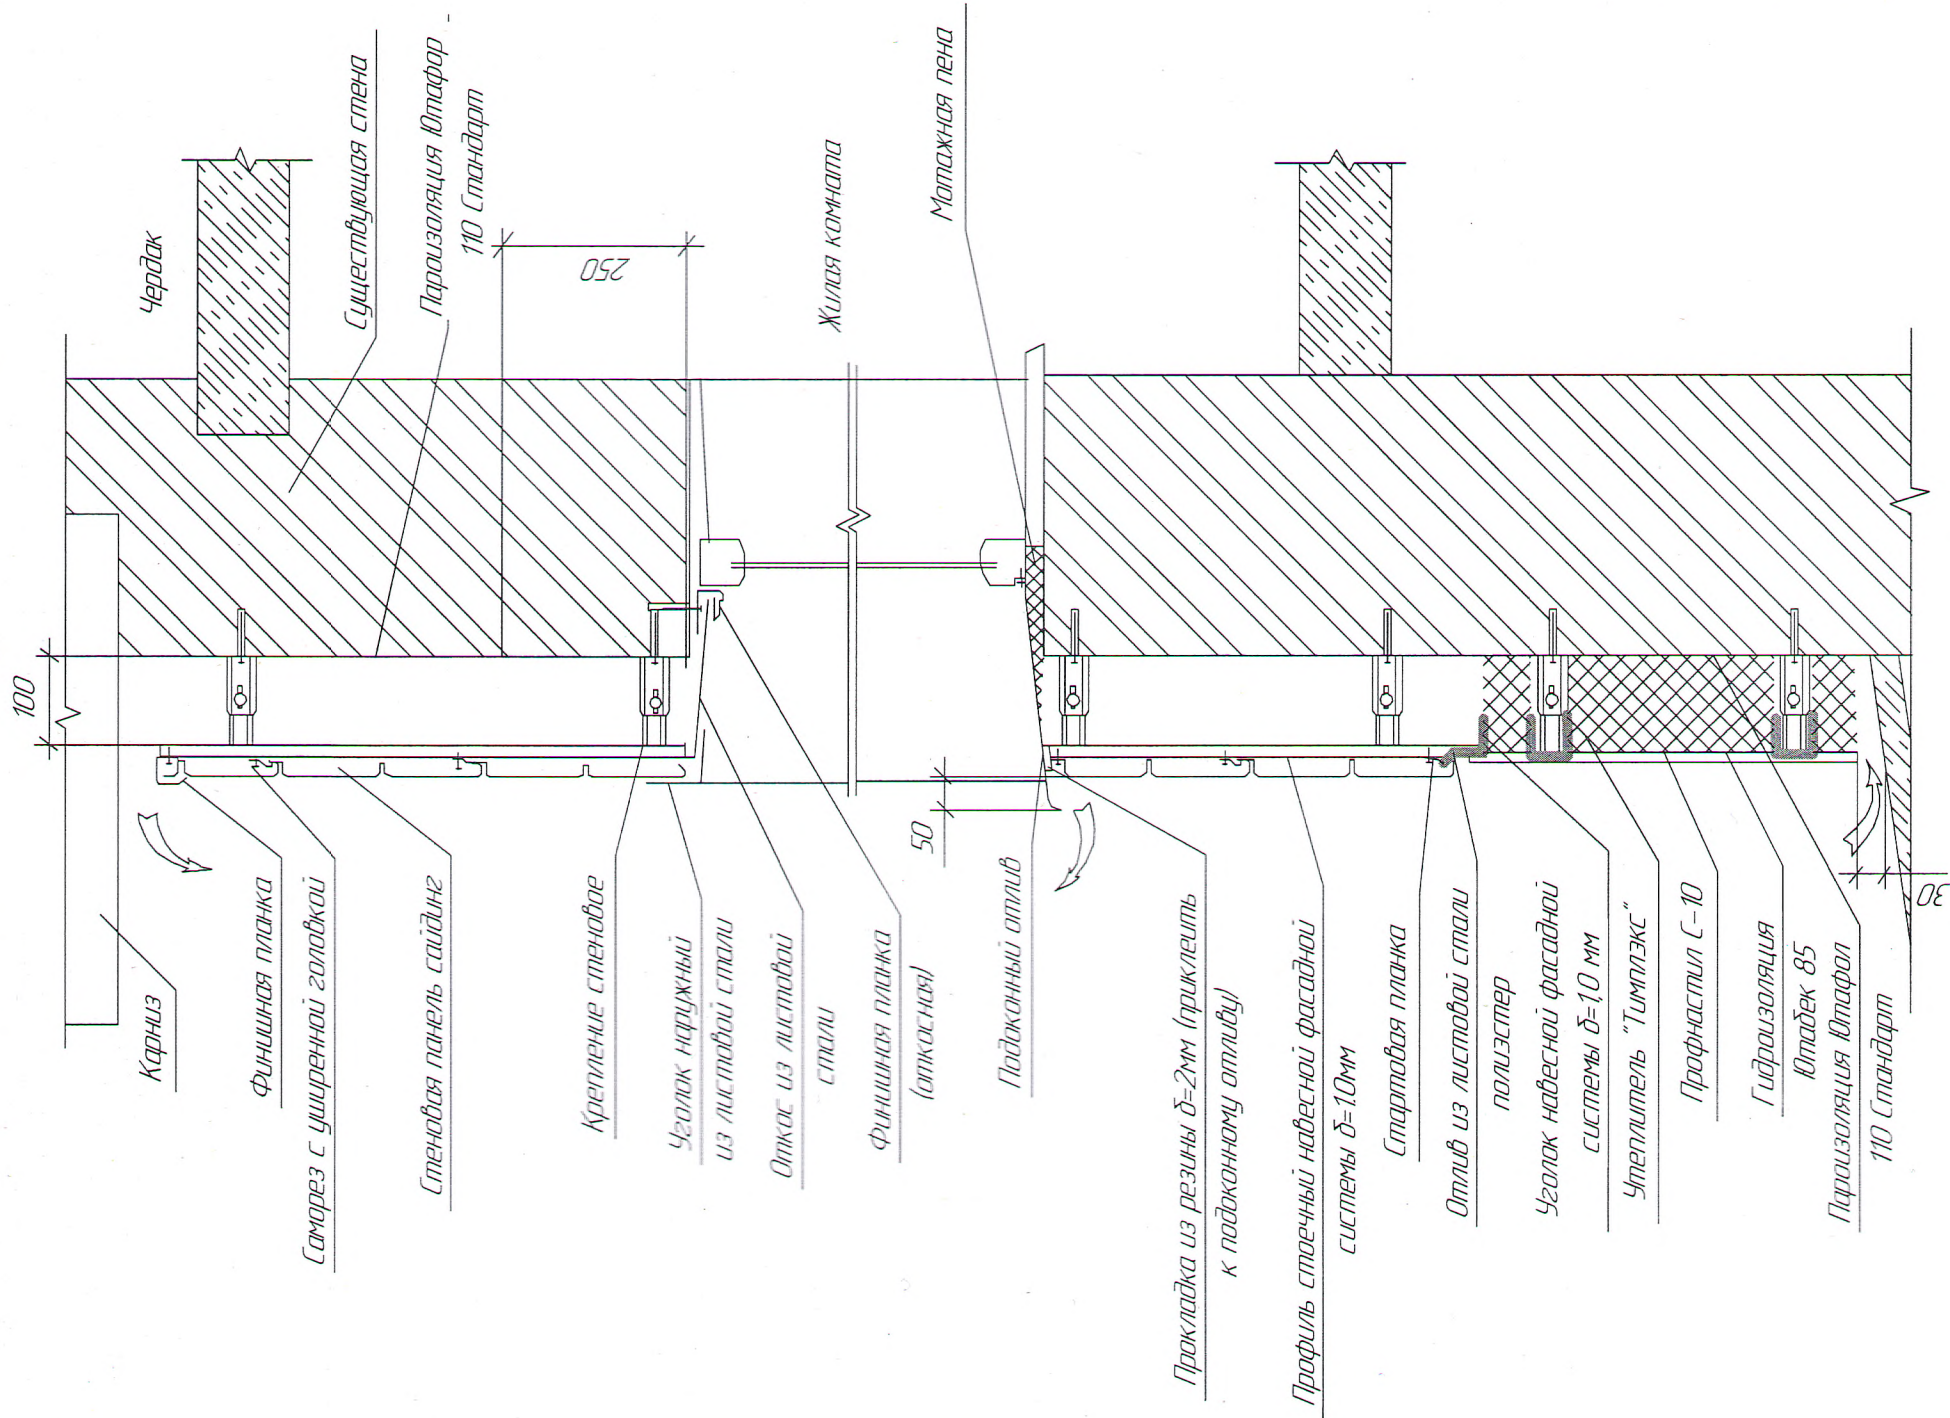 Чердак
Существующая стена
Пароизоляция Ютафор
110 Стандарт
250
Жилая комната
Мотажная пена
100
50
30
Карниз
Финишная планка
Саморез с уширенной головкой
Стеновая панель сайдинг
Крепление стеновое
Уголок наружный
из листовой стали
Откос из листовой
стали
Финишная планка
(откосная)
Подоконный отлив
Прокладка из резины δ=2мм (приклеить
к подоконному отливу)
Профиль стоечный навесной фасадной
системы δ=1,0мм
Стартовая планка
Отлив из листовой стали
полиэстер
Уголок навесной фасадной
системы δ=1,0 мм
Утеплитель "Тимплэкс"
Профнастил С-10
Гидроизоляция
Ютабек 85
Пароизоляция Ютафол
110 Стандарт